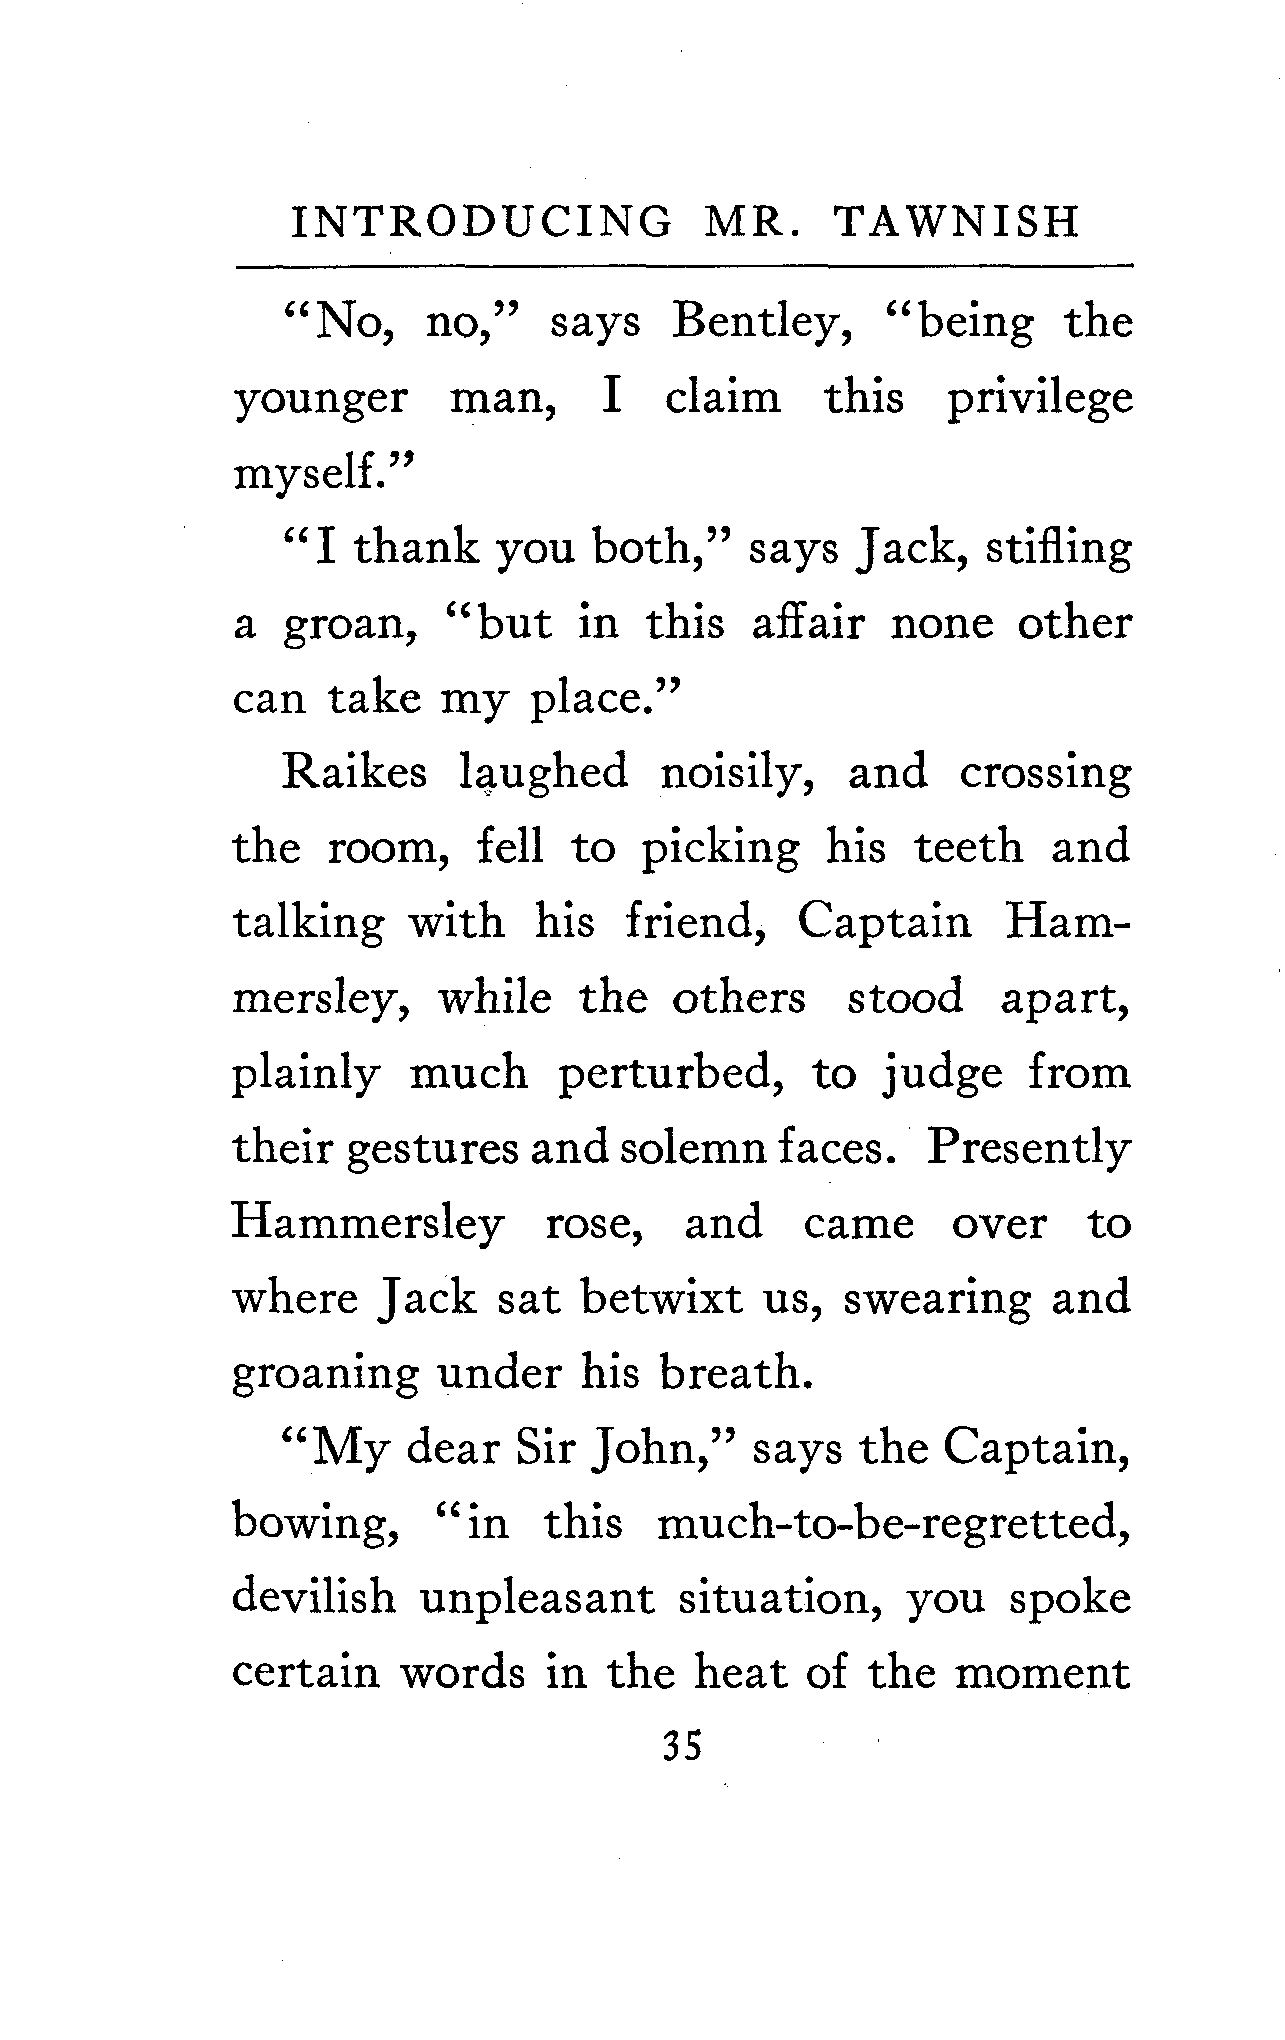 INTRODUCING MR. TAWNISH
“No, no,” says Bentley, “being the
younger man, I claim this privilege
myself.”
“I thank you both,” says Jack, stifling
a groan, “but in this affair none other
can take my place.”
Raikes laughed noisily, and crossing
the room, fell to picking his teeth and
talking with his friend, Captain Ham-
mersley, while the others stood apart,
plainly much perturbed, to judge from
their gestures and solemn faces. Presently
Hammersley rose, and came over to
where Jack sat betwixt us, swearing and
groaning under his breath.
“My dear Sir John,” says the Captain,
bowing, “in this much-to-be-regretted,
devilish unpleasant situation, you spoke
certain words in the heat of the moment
35